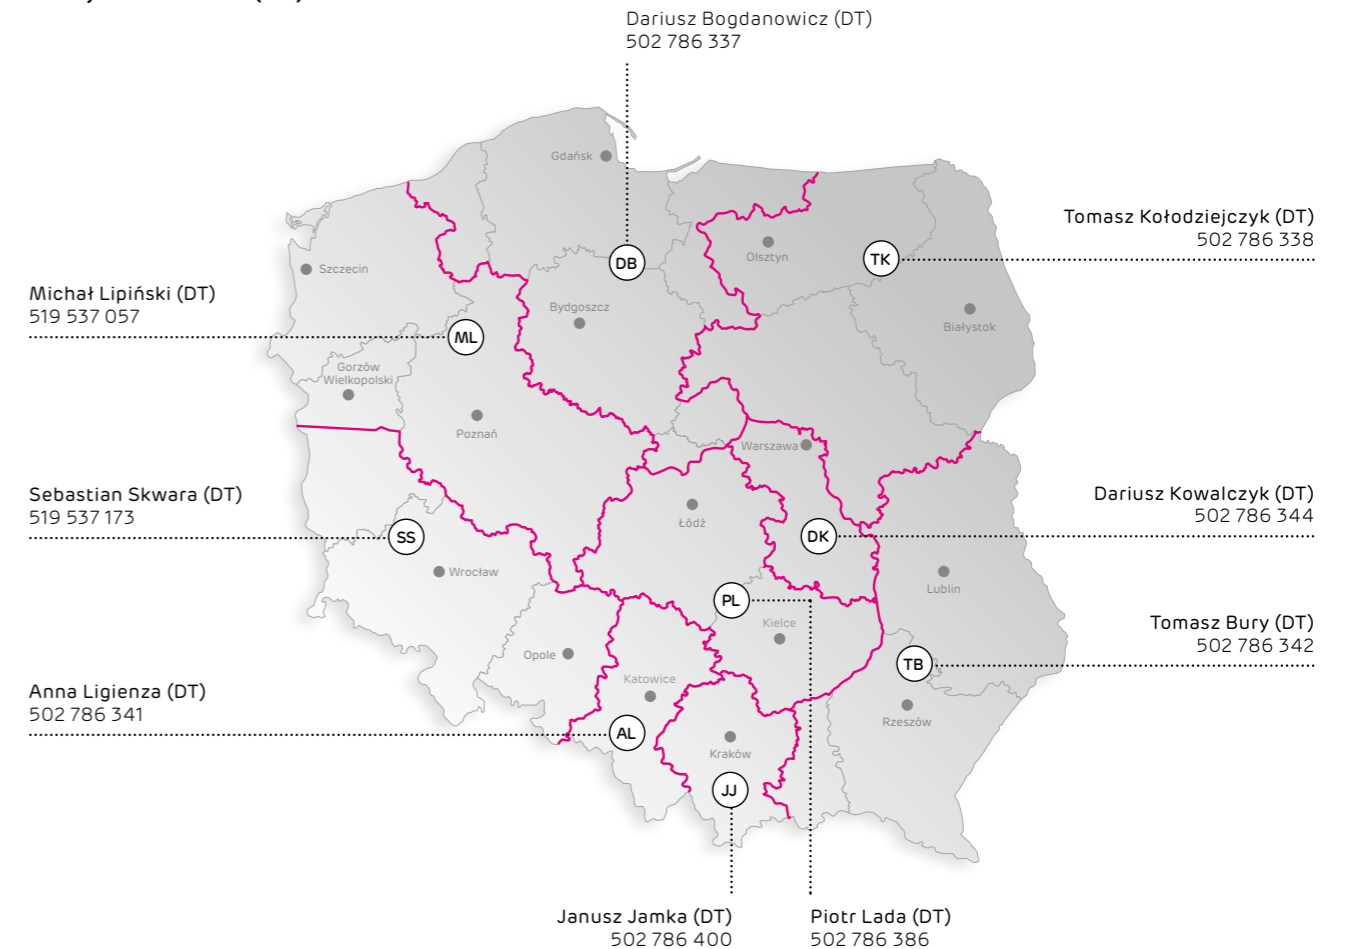 Dariusz Bogdanowicz (DT)
502 786 337
Gdańsk
Tomasz Kołodziejczyk (DT)
502 786 338
Olsztyn
TK
DB
Szczecin
Michał Lipiński (DT)
519 537 057
Bydgoszcz
Białystok
ML
Gorzów
Wielkopolski
Poznań
Warszawa
Sebastian Skwara (DT)
519 537 173
Dariusz Kowalczyk (DT)
502 786 344
Łódź
SS
DK
Wrocław
Lublin
PL
Kielce
Tomasz Bury (DT)
502 786 342
Opole
TB
Katowice
Anna Ligienza (DT)
502 786 341
Rzeszów
AL
Kraków
JJ
Janusz Jamka (DT)
502 786 400
Piotr Lada (DT)
502 786 386